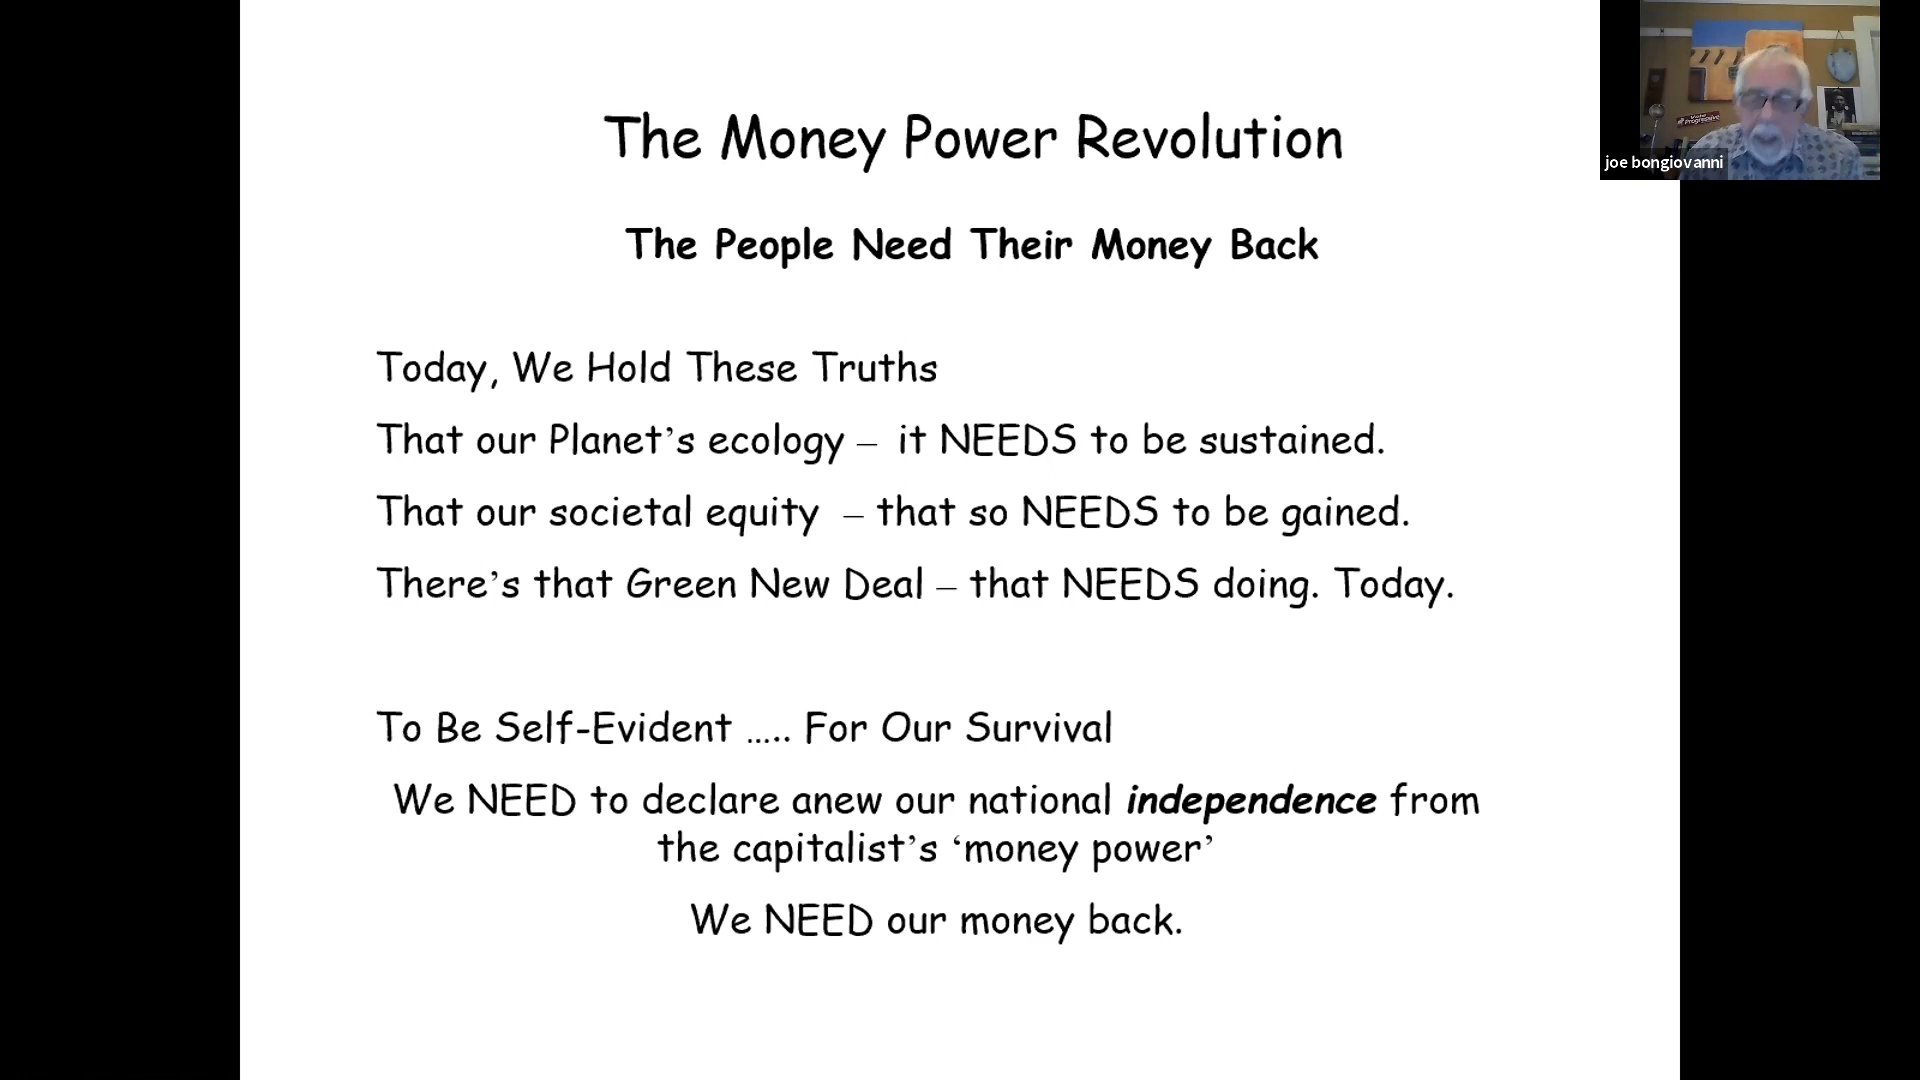 The Money Power Revolution
The People Need Their Money Back
Today, We Hold These Truths
That our Planet’s ecology – it NEEDS to be sustained.
That our societal equity – that so NEEDS to be gained.
There’s that Green New Deal – that NEEDS doing. Today.
To Be Self-Evident ….. For Our Survival
We NEED to declare anew our national independence from
the capitalist’s ‘money power’
We NEED our money back.
joe bongiovanni
Progressive